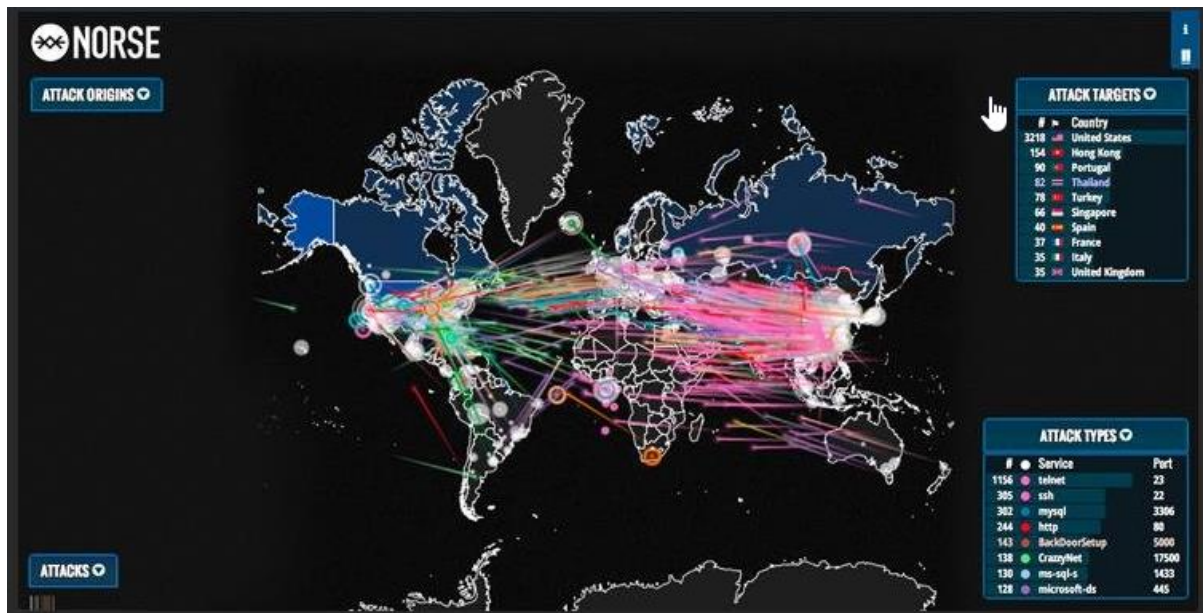 NORSE
i
ATTACK ORIGINS
ATTACK TARGETS
# Country
3218 United States
154 Hong Kong
90 Portugal
82 Thailand
78 Turkey
66 Singapore
40 Spain
37 France
35 Italy
35 United Kingdom
ATTACK TYPES
# Service Port
1156 telnet 23
305 ssh 22
302 mysql 3306
244 http 80
143 BackDoorSetup 5000
138 CrazzyNet 17500
130 ms-sql-s 1433
128 microsoft-ds 445
ATTACKS